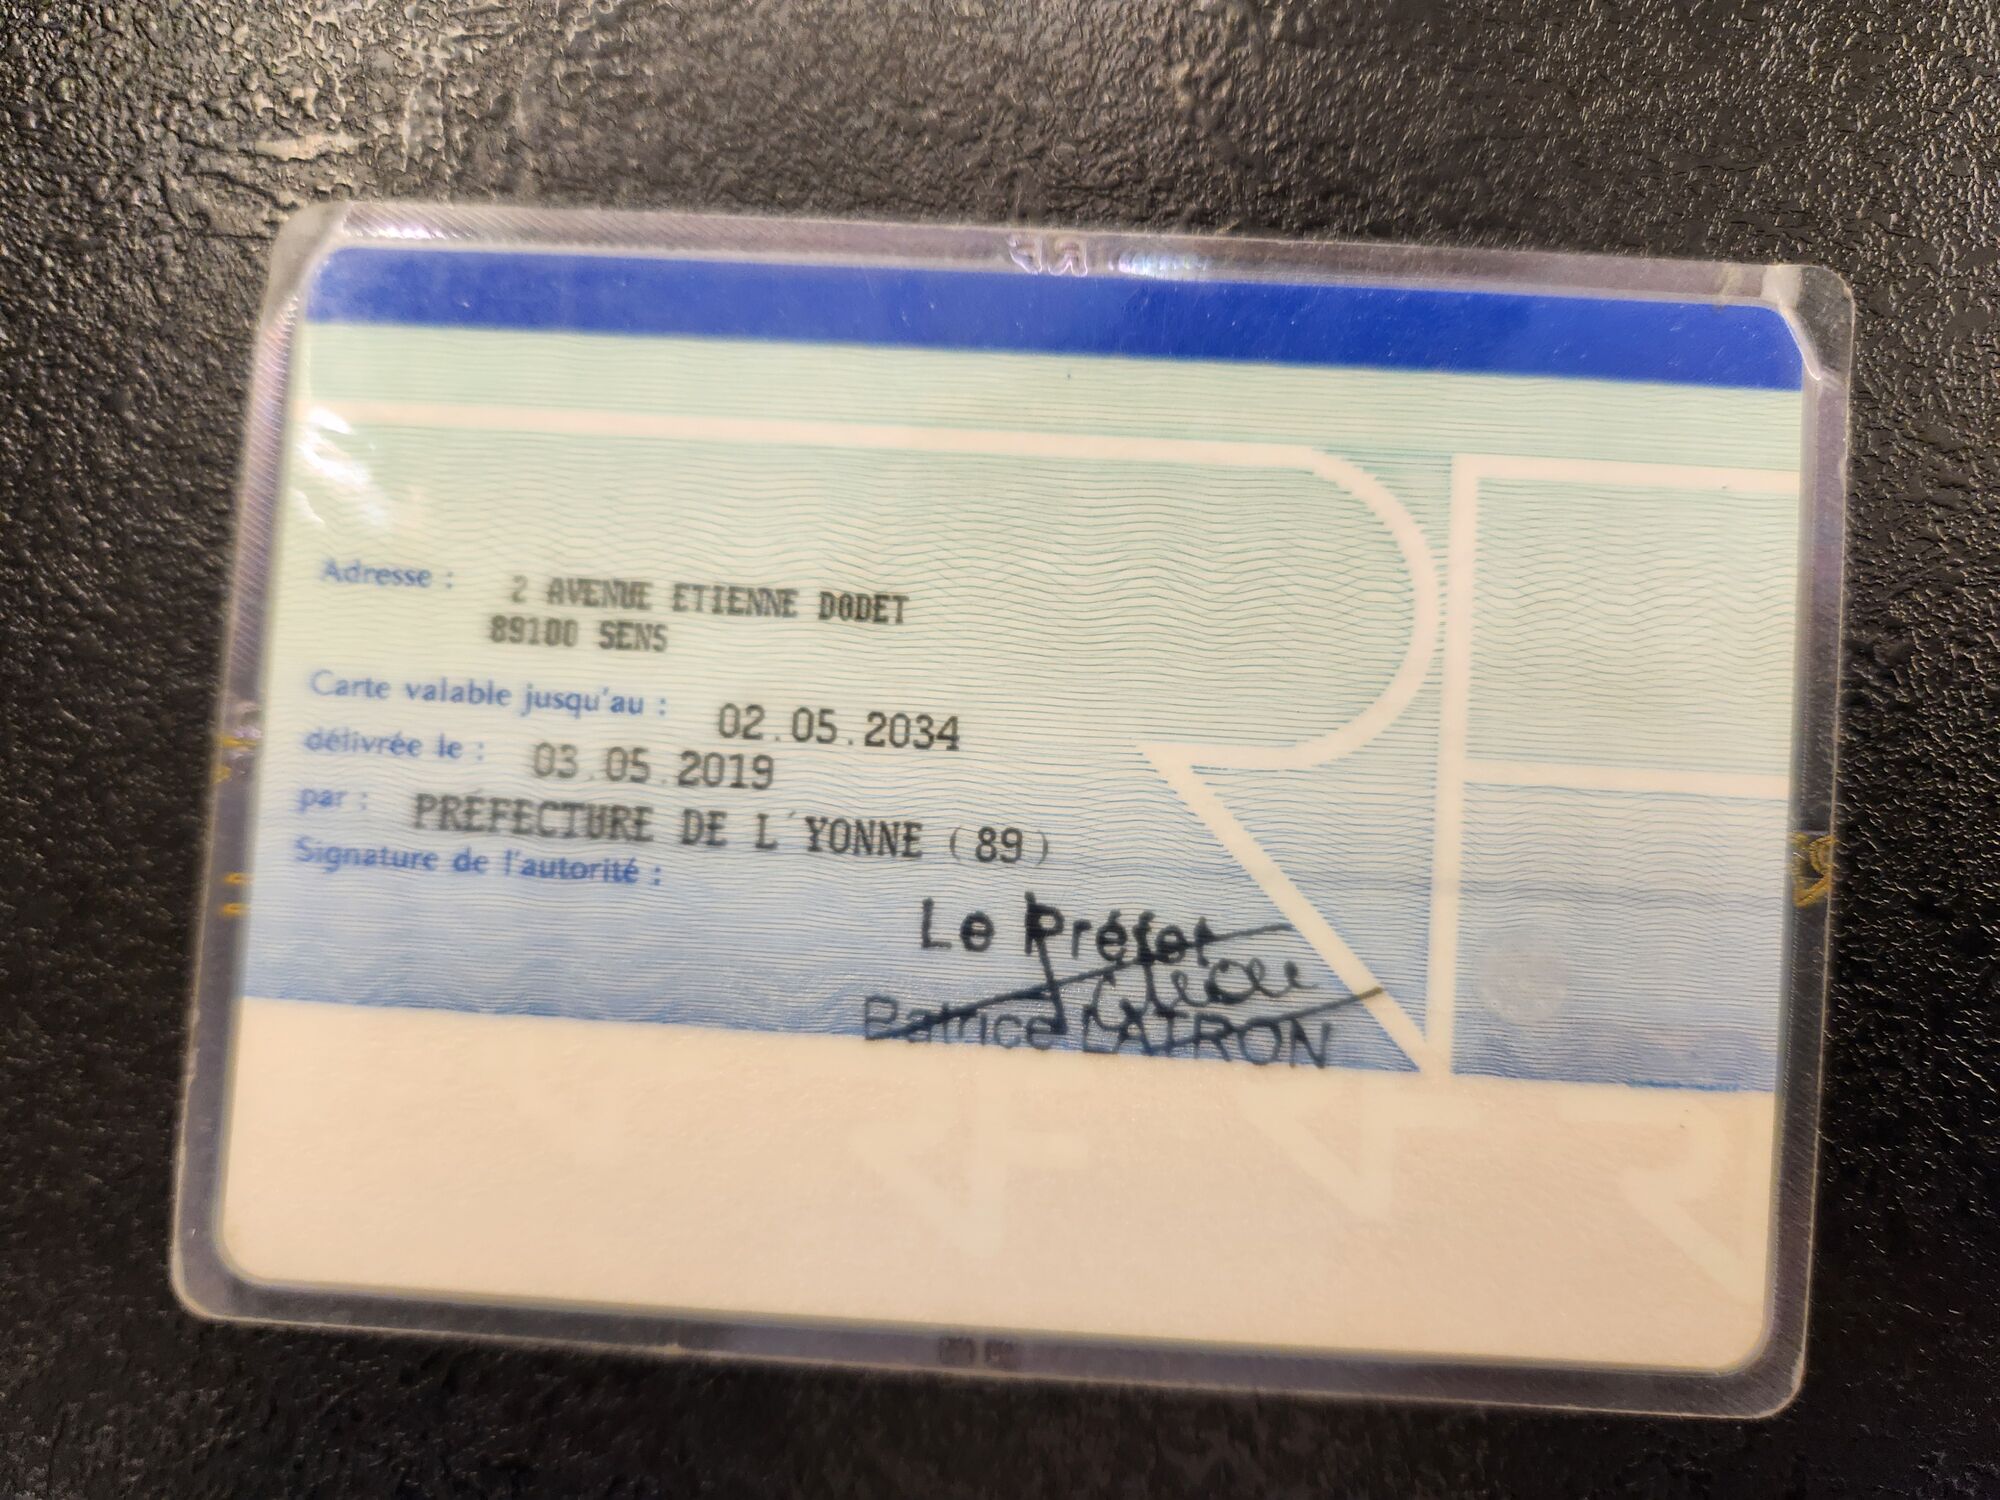 Adresse : 2 AVENUE ETIENNE DODET
89100 SENS
Carte valable jusqu'au : 02.05.2034
délivrée le : 03.05.2019
par : PRÉFECTURE DE L'YONNE (89)
Signature de l'autorité :
Le Préfet
Patrice LATRON
RF